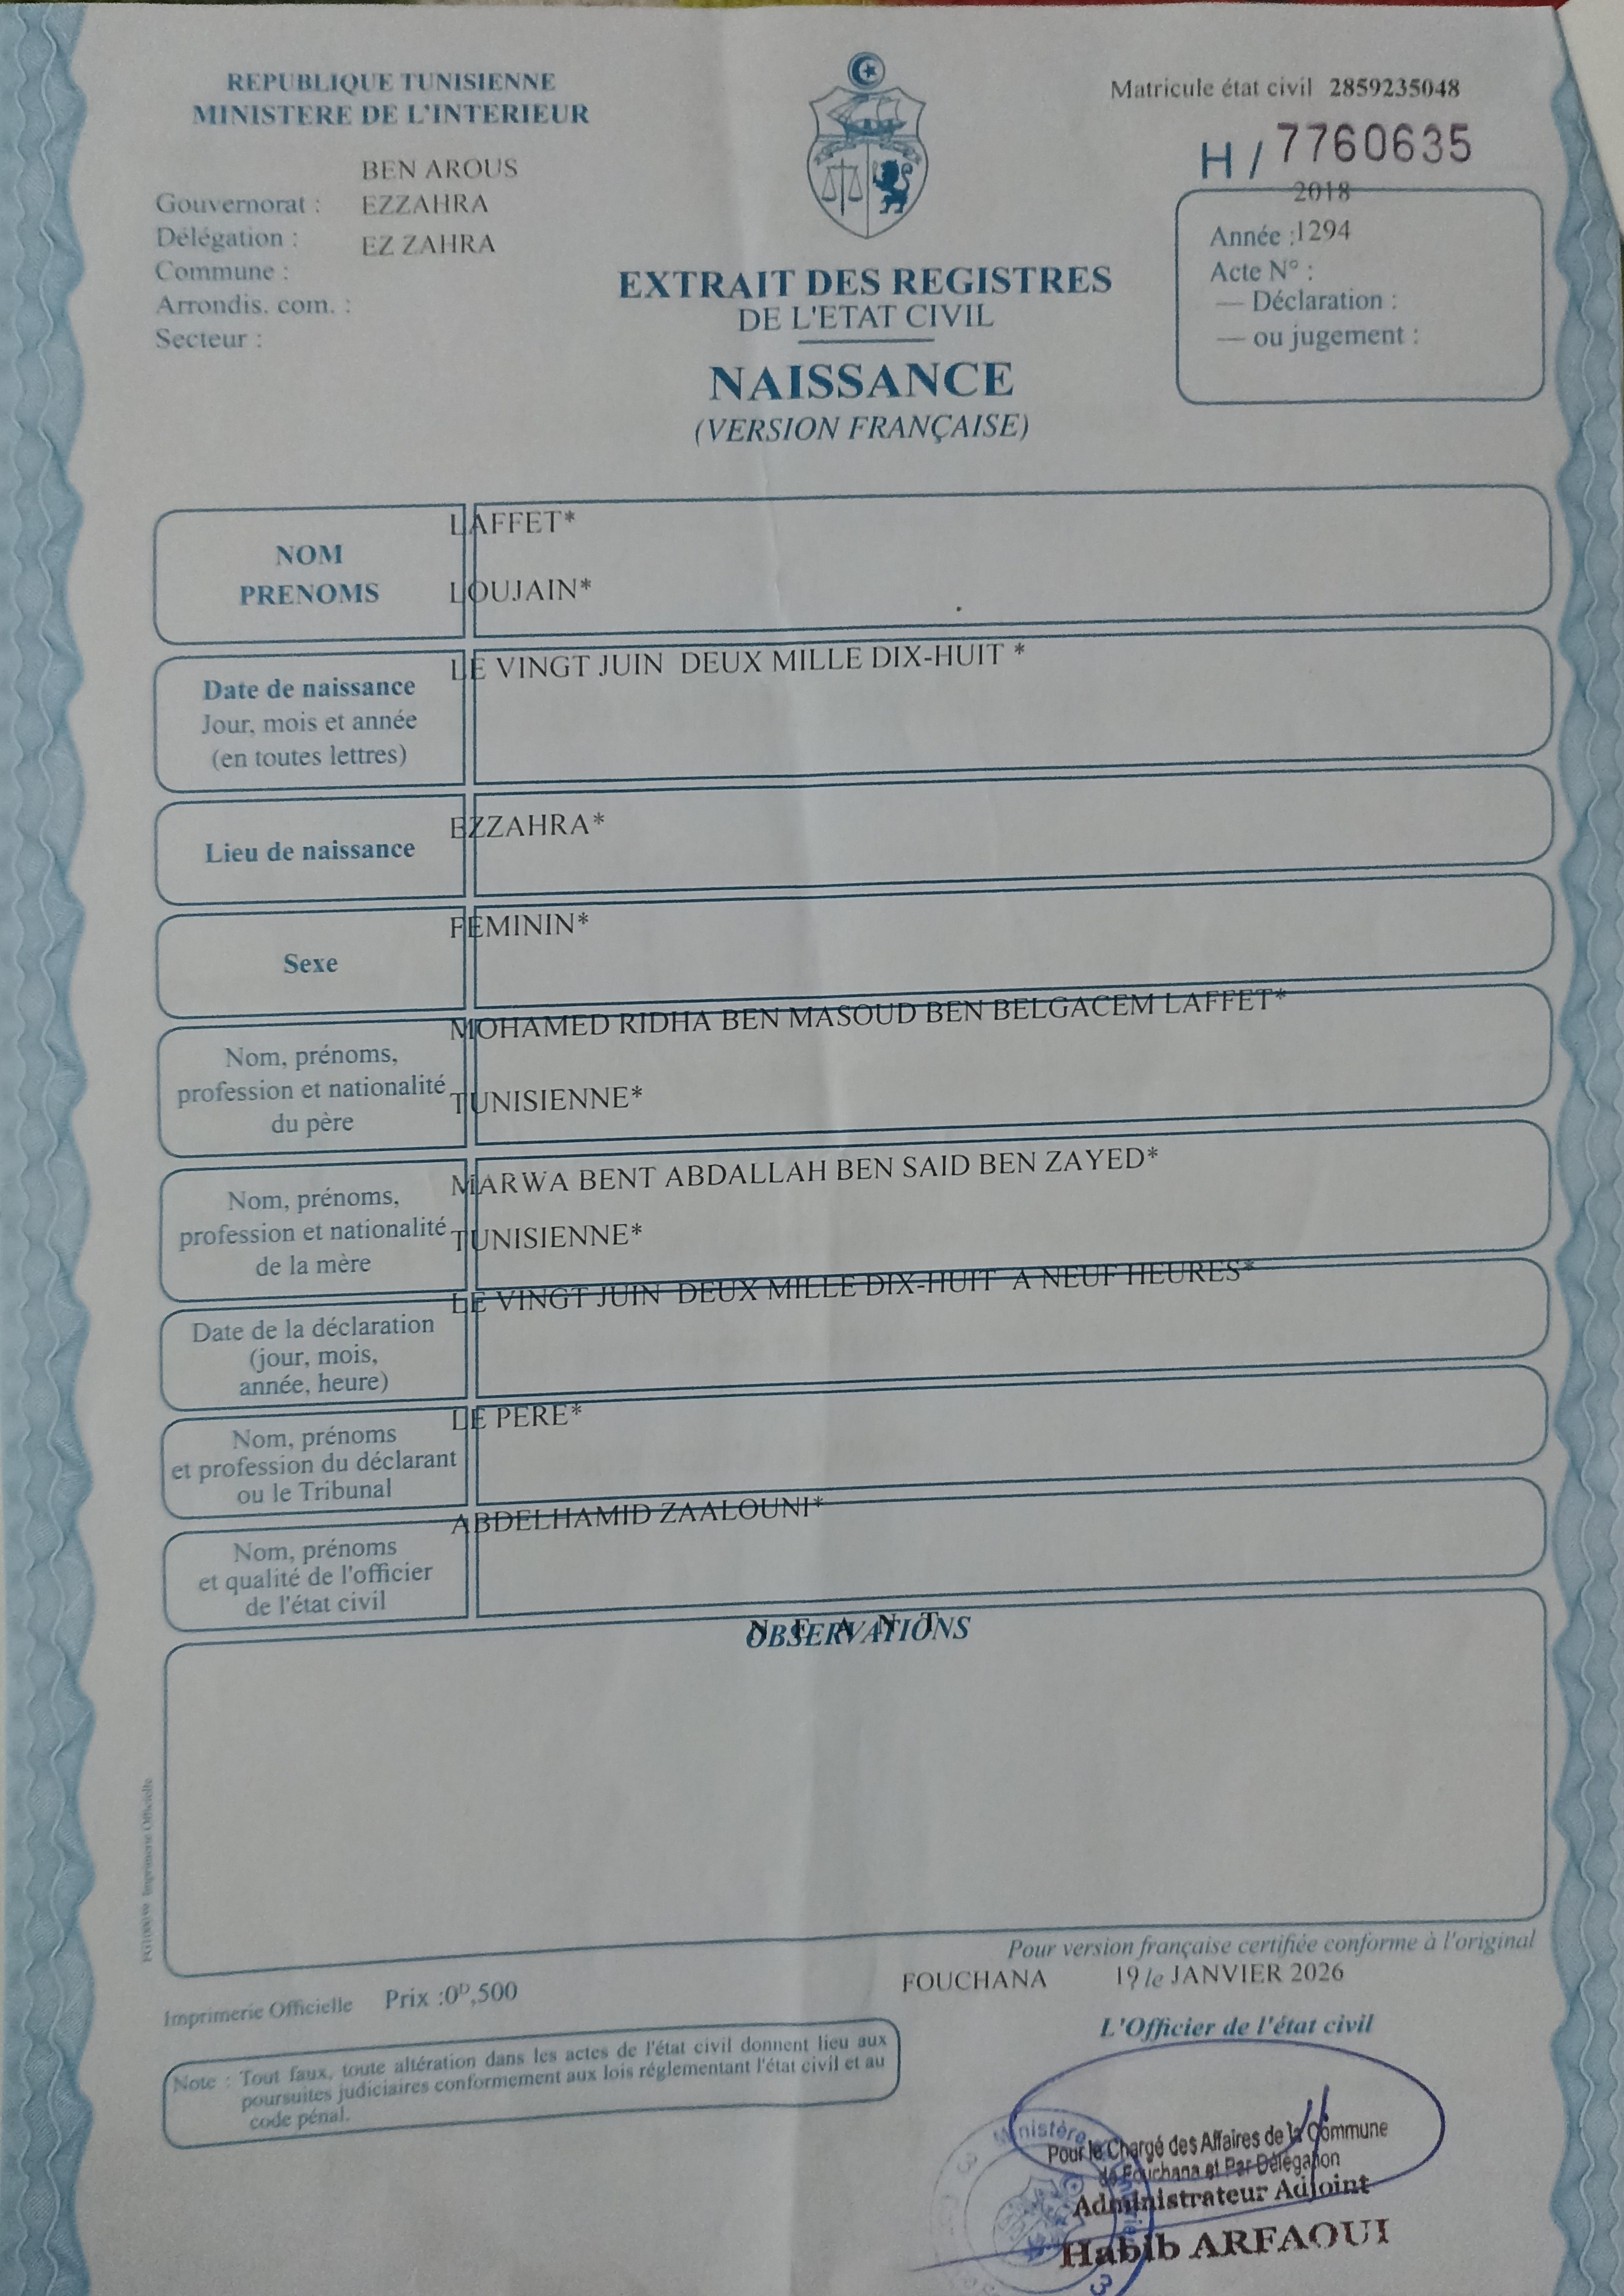 REPUBLIQUE TUNISIENNE
MINISTERE DE L'INTERIEUR
BEN AROUS
Gouvernorat : EZZAHRA
Délégation : EZ ZAHRA
Commune :
Arrondis. com. :
Secteur :
Matricule état civil 2859235048
H / 7760635
2018
Année : 1294
Acte N° :
— Déclaration :
— ou jugement :
EXTRAIT DES REGISTRES
DE L'ETAT CIVIL
NAISSANCE
(VERSION FRANÇAISE)
NOM
PRENOMS
LAFFET*
LOUJAIN*
Date de naissance
Jour, mois et année
(en toutes lettres)
LE VINGT JUIN DEUX MILLE DIX-HUIT *
Lieu de naissance
EZZAHRA*
Sexe
FEMININ*
Nom, prénoms,
profession et nationalité
du père
MOHAMED RIDHA BEN MASOUD BEN BELGACEM LAFFET*
TUNISIENNE*
Nom, prénoms,
profession et nationalité
de la mère
MARWA BENT ABDALLAH BEN SAID BEN ZAYED*
TUNISIENNE*
Date de la déclaration
(jour, mois,
année, heure)
LE VINGT JUIN DEUX MILLE DIX-HUIT A NEUF HEURES*
Nom, prénoms
et profession du déclarant
ou le Tribunal
LE PERE*
Nom, prénoms
et qualité de l'officier
de l'état civil
ABDELHAMID ZAALOUNI*
OBSERVATIONS
N E A N T
Imprimerie Officielle
Pour version française certifiée conforme à l'original
FOUCHANA 19 le JANVIER 2026
Imprimerie Officielle Prix :0ᴰ,500
L'Officier de l'état civil
Note : Tout faux, toute altération dans les actes de l'état civil donnent lieu aux
poursuites judiciaires conformement aux lois réglementant l'état civil et au
code pénal.
Ministère
Pour le Chargé des Affaires de la Commune
de Fouchana et Par Délégation
Administrateur Adjoint
Habib ARFAOUI
3
3